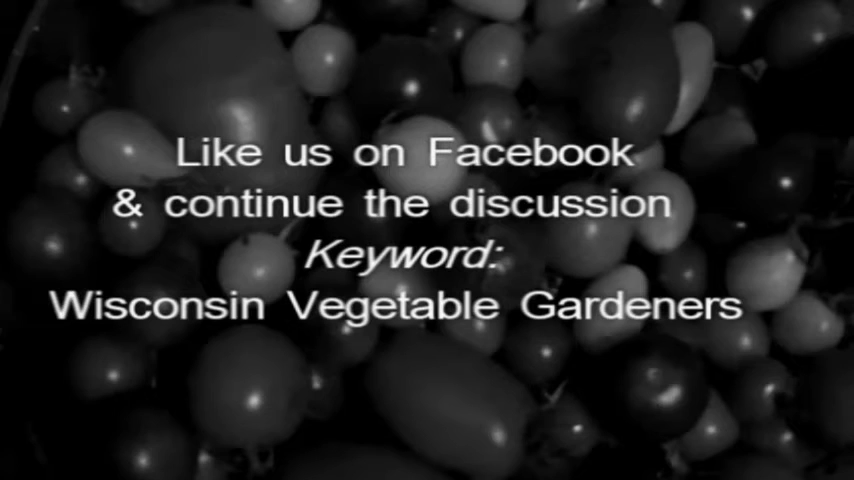 Like us on Facebook
& continue the discussion
Keyword:
Wisconsin Vegetable Gardeners